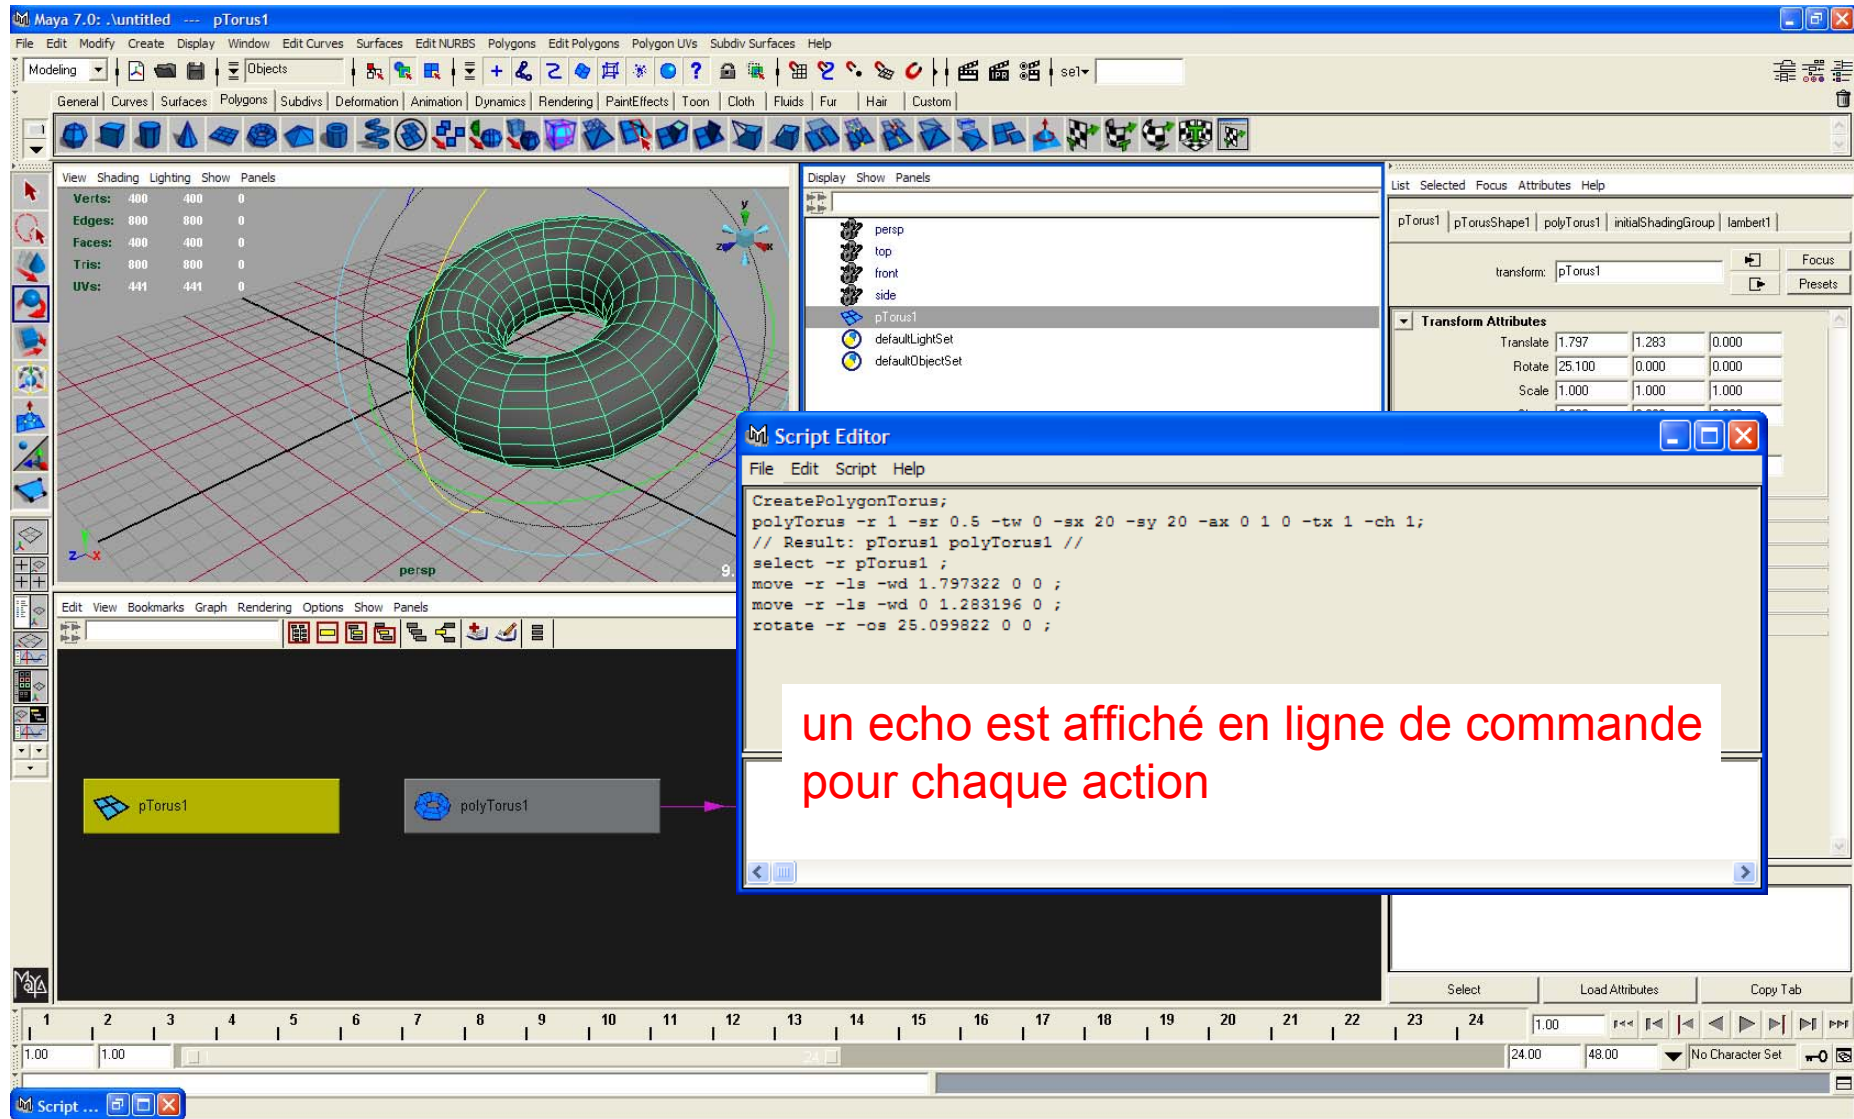 Maya 7.0: .\untitled --- pTorus1
File Edit Modify Create Display Window Edit Curves Surfaces Edit NURBS Polygons Edit Polygons Polygon UVs Subdiv Surfaces Help
Modeling Objects sel
General Curves Surfaces Polygons Subdivs Deformation Animation Dynamics Rendering PaintEffects Toon Cloth Fluids Fur Hair Custom
View Shading Lighting Show Panels
Verts: 400 400 0
Edges: 800 800 0
Faces: 400 400 0
Tris: 800 800 0
UVs: 441 441 0
y
z x
z x
persp
9.
Display Show Panels
persp
top
front
side
pTorus1
defaultLightSet
defaultObjectSet
List Selected Focus Attributes Help
pTorus1 pTorusShape1 polyTorus1 initialShadingGroup lambert1
transform: pTorus1
Focus
Presets
Transform Attributes
Translate 1.797 1.283 0.000
Rotate 25.100 0.000 0.000
Scale 1.000 1.000 1.000
Script Editor
File Edit Script Help
CreatePolygonTorus;
polyTorus -r 1 -sr 0.5 -tw 0 -sx 20 -sy 20 -ax 0 1 0 -tx 1 -ch 1;
// Result: pTorus1 polyTorus1 //
select -r pTorus1 ;
move -r -ls -wd 1.797322 0 0 ;
move -r -ls -wd 0 1.283196 0 ;
rotate -r -os 25.099822 0 0 ;
un echo est affiché en ligne de commande
pour chaque action
Edit View Bookmarks Graph Rendering Options Show Panels
pTorus1
polyTorus1
Select Load Attributes Copy Tab
1 2 3 4 5 6 7 8 9 10 11 12 13 14 15 16 17 18 19 20 21 22 23 24 1.00
1.00 1.00 1 24 24.00 48.00 No Character Set
Script ...